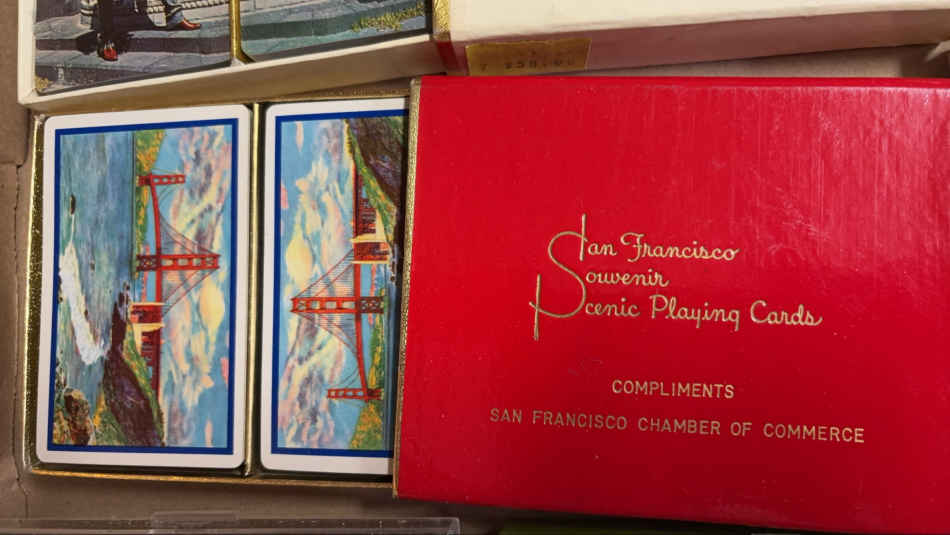 San Francisco
Souvenir
Scenic Playing Cards
COMPLIMENTS
SAN FRANCISCO CHAMBER OF COMMERCE